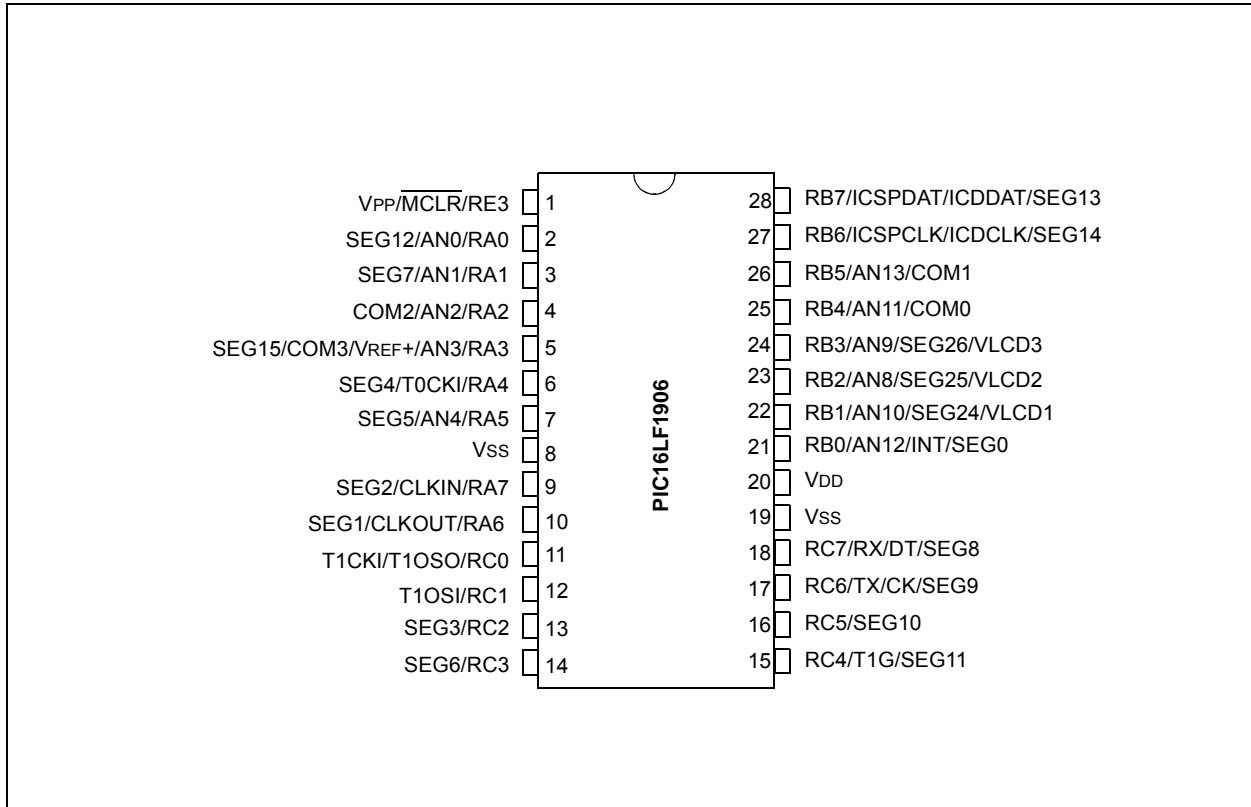 VPP/MCLR/RE3 1
SEG12/AN0/RA0 2
SEG7/AN1/RA1 3
COM2/AN2/RA2 4
SEG15/COM3/VREF+/AN3/RA3 5
SEG4/T0CKI/RA4 6
SEG5/AN4/RA5 7
VSS 8
SEG2/CLKIN/RA7 9
SEG1/CLKOUT/RA6 10
T1CKI/T1OSO/RC0 11
T1OSI/RC1 12
SEG3/RC2 13
SEG6/RC3 14
PIC16LF1906
28 RB7/ICSPDAT/ICDDAT/SEG13
27 RB6/ICSPCLK/ICDCLK/SEG14
26 RB5/AN13/COM1
25 RB4/AN11/COM0
24 RB3/AN9/SEG26/VLCD3
23 RB2/AN8/SEG25/VLCD2
22 RB1/AN10/SEG24/VLCD1
21 RB0/AN12/INT/SEG0
20 VDD
19 VSS
18 RC7/RX/DT/SEG8
17 RC6/TX/CK/SEG9
16 RC5/SEG10
15 RC4/T1G/SEG11